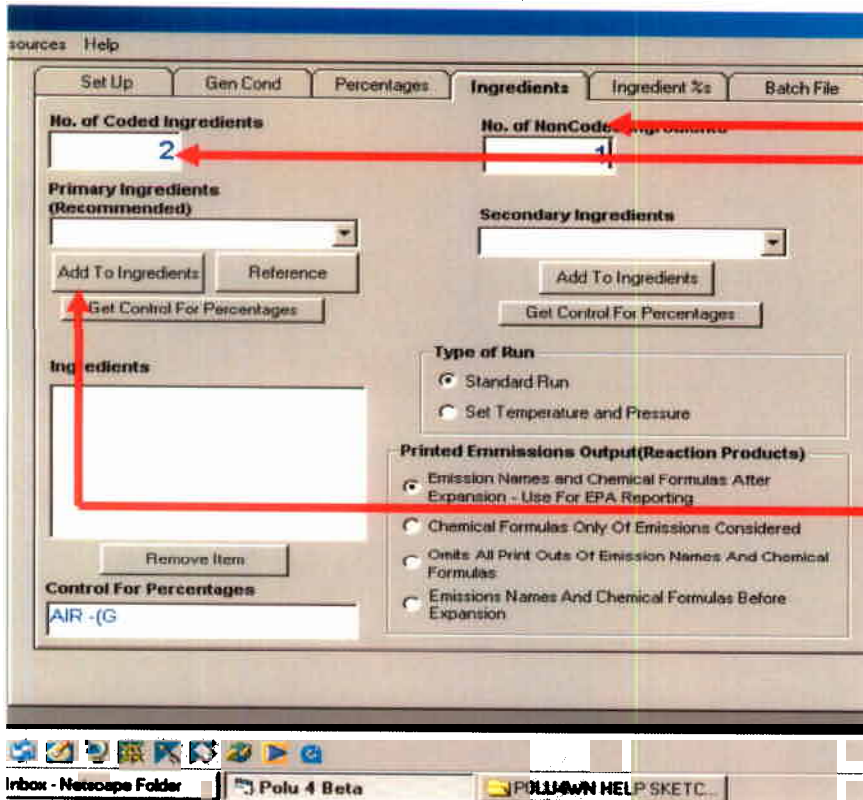 sources Help
Set Up Gen Cond Percentages Ingredients Ingredient %s Batch File
No. of Coded Ingredients
2
No. of NonCoded Ingredients
1
Primary Ingredients
(Recommended)
Secondary Ingredients
Add To Ingredients Reference
Get Control For Percentages
Add To Ingredients
Get Control For Percentages
Ingredients
Type of Run
Standard Run
Set Temperature and Pressure
Printed Emmissions Output(Reaction Products)
Emission Names and Chemical Formulas After
Expansion - Use For EPA Reporting
Chemical Formulas Only Of Emissions Considered
Omits All Print Outs Of Emission Names And Chemical
Formulas
Emissions Names And Chemical Formulas Before
Expansion
Remove Item
Control For Percentages
AIR -(G
Inbox - Netscape Folder Polu 4 Beta POLU4WN HELP SKETC...